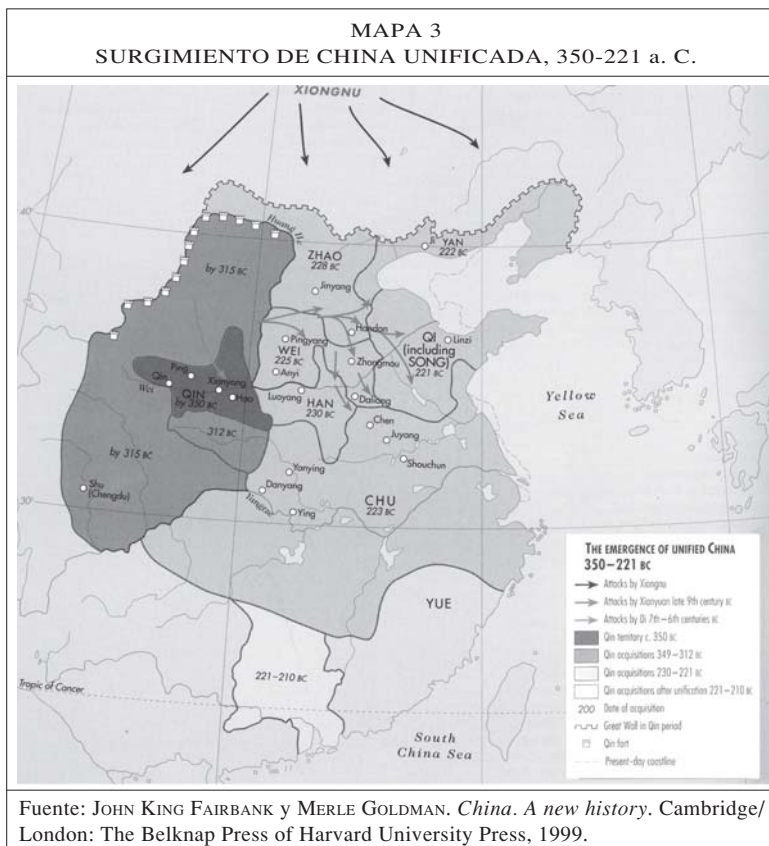 MAPA 3
SURGIMIENTO DE CHINA UNIFICADA, 350-221 a. C.
XIONGNU
40°
Huang He
by 315 BC
ZHAO
228 BC
Jinyang
YAN
222 BC
Handan
Pingyang
WEI
225 BC
Anyi
Zhongmou
QI
(including
SONG)
221 BC
Linzi
Ping
Qin
Wei
QIN
by 350 BC
Xianyang
Hao
Luoyang
HAN
230 BC
Daliang
Chen
Juyang
Yellow
Sea
312 BC
by 315 BC
Shouchun
Shu
(Chengdu)
Yanying
Danyang
30°
Yangtze
Ying
CHU
223 BC
YUE
221–210 BC
Tropic of Cancer
South
China Sea
THE EMERGENCE OF UNIFIED CHINA
350–221 BC
Attacks by Xiongnu
Attacks by Xianyuan late 9th century BC
Attacks by Di 7th–6th centuries BC
Qin territory c. 350 BC
Qin acquisitions 349–312 BC
Qin acquisitions 230–221 BC
Qin acquisitions after unification 221–210 BC
200 Date of acquisition
Great Wall in Qin period
Qin fort
Present-day coastline
Fuente: JOHN KING FAIRBANK y MERLE GOLDMAN. China. A new history. Cambridge/
London: The Belknap Press of Harvard University Press, 1999.